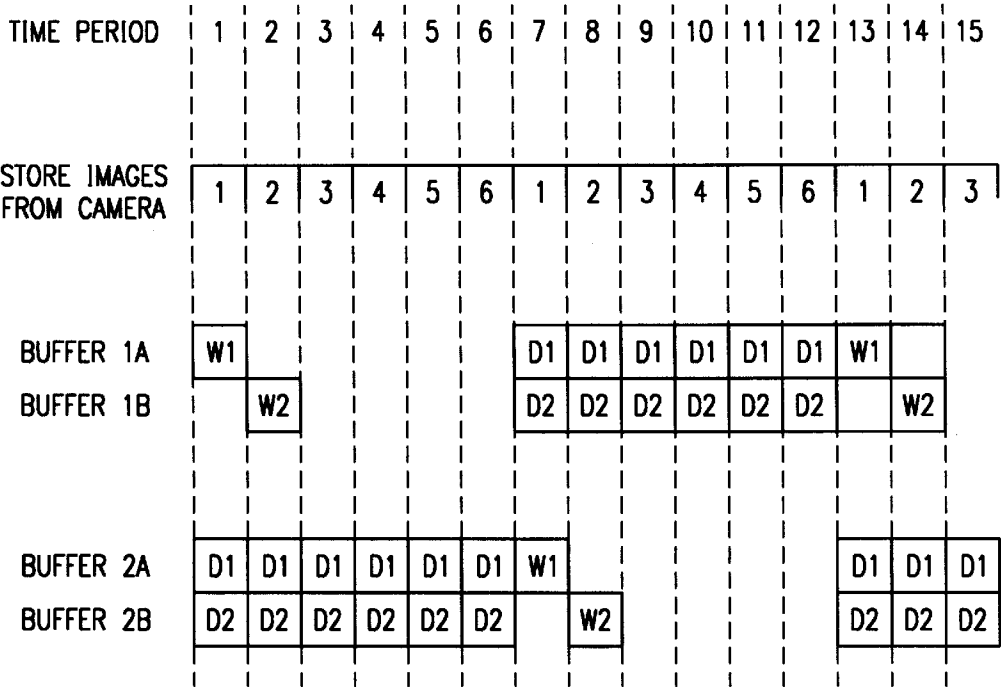 TIME PERIOD 1 2 3 4 5 6 7 8 9 10 11 12 13 14 15
STORE IMAGES
FROM CAMERA 1 2 3 4 5 6 1 2 3 4 5 6 1 2 3
BUFFER 1A W1 D1 D1 D1 D1 D1 D1 W1
BUFFER 1B W2 D2 D2 D2 D2 D2 D2 W2
BUFFER 2A D1 D1 D1 D1 D1 D1 W1 D1 D1 D1
BUFFER 2B D2 D2 D2 D2 D2 D2 W2 D2 D2 D2